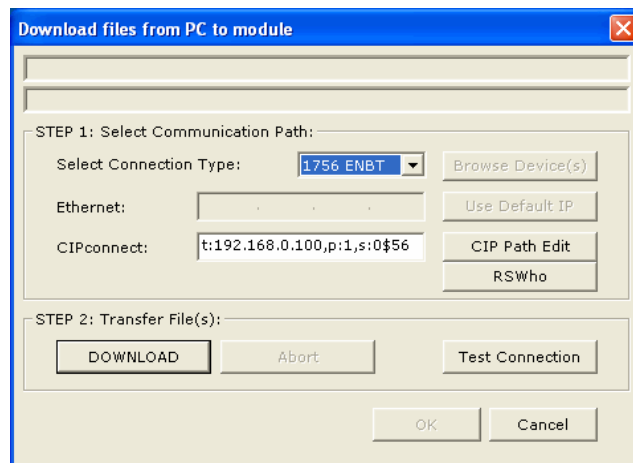 Download files from PC to module
STEP 1: Select Communication Path:
Select Connection Type: 1756 ENBT Browse Device(s)
Ethernet: . . . Use Default IP
CIPconnect: t:192.168.0.100,p:1,s:0$56 CIP Path Edit
RSWho
STEP 2: Transfer File(s):
DOWNLOAD Abort Test Connection
OK Cancel